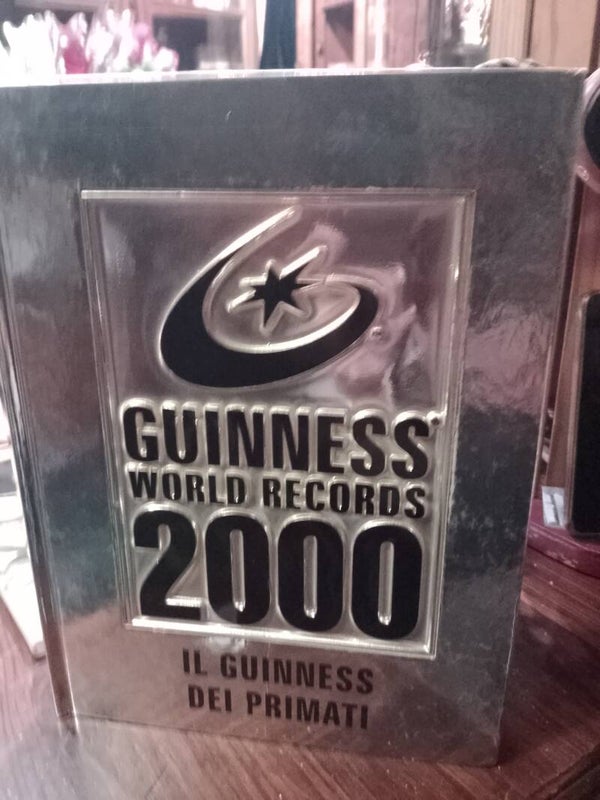 GUINNESS®
WORLD RECORDS
2000
IL GUINNESS
DEI PRIMATI